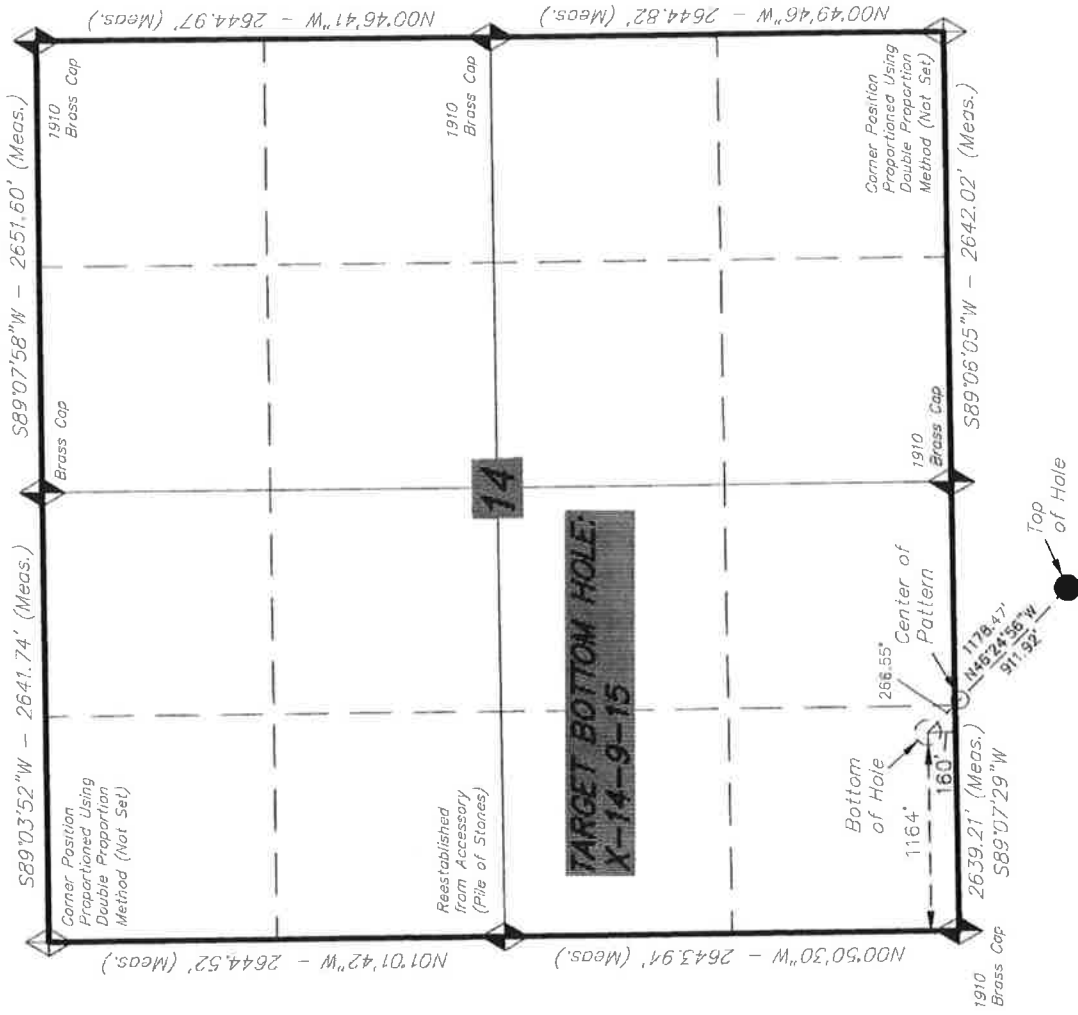 S89°03'52"W - 2641.74' (Meas.)
S89°07'58"W - 2651.60' (Meas.)
Corner Position
Proportioned Using
Double Proportion
Method (Not Set)
Brass Cap
1910
Brass Cap
N01°01'42"W - 2644.52' (Meas.)
N00°46'41"W - 2644.97' (Meas.)
Reestablished
from Accessory
(Pile of Stones)
14
1910
Brass Cap
TARGET BOTTOM HOLE:
X-14-9-15
N00°50'30"W - 2643.91' (Meas.)
N00°49'46"W - 2644.82' (Meas.)
Corner Position
Proportioned Using
Double Proportion
Method (Not Set)
Bottom
of Hole
1164'
160'
266.55'
Center of
Pattern
1910
Brass Cap
1910
Brass Cap
2639.21' (Meas.)
S89°07'29"W
S89°06'05"W - 2642.02' (Meas.)
1178.47'
N46°24'56"W
911.92'
Top
of Hole